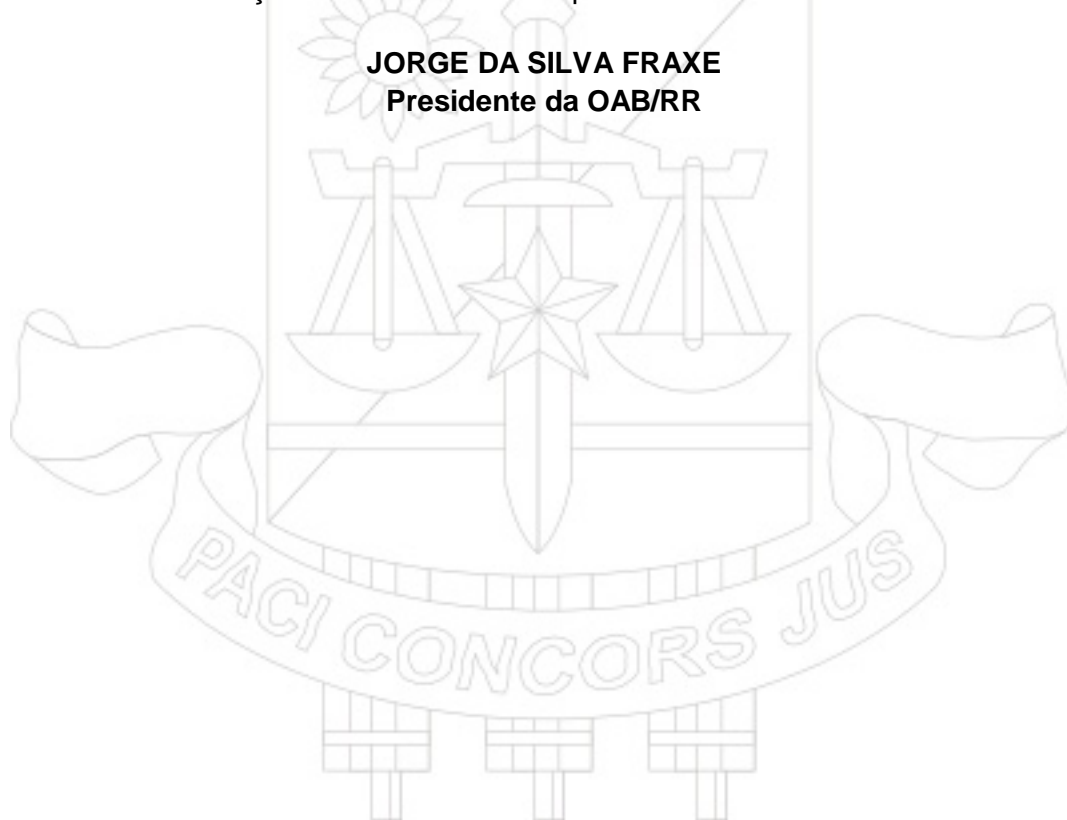 JORGE DA SILVA FRAXE
Presidente da OAB/RR
PACI CONCORS JUS